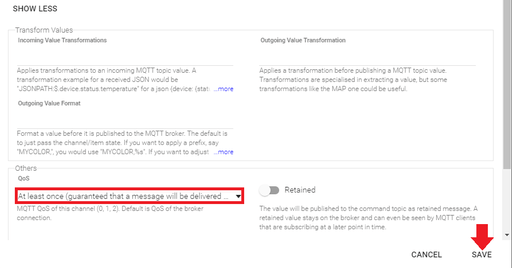 SHOW LESS
Transform Values
Incoming Value Transformations
Outgoing Value Transformation
Applies transformations to an incoming MQTT topic value. A
transformation example for a received JSON would be
"JSONPATH:$.device.status.temperature" for a json {device: {stat
...more
Applies a transformation before publishing a MQTT topic value.
Transformations are specialised in extracting a value, but some
transformations like the MAP one could be useful.
Outgoing Value Format
Format a value before it is published to the MQTT broker. The default is
to just pass the channel/item state. If you want to apply a prefix, say
"MYCOLOR,", you would use "MYCOLOR,%s". If you want to adjust
...more
Others
QoS
At least once (guaranteed that a message will be delivered ...
MQTT QoS of this channel (0, 1, 2). Default is QoS of the broker
connection.
Retained
The value will be published to the command topic as retained message. A
retained value stays on the broker and can even be seen by MQTT clients
that are subscribing at a later point in time.
CANCEL
SAVE